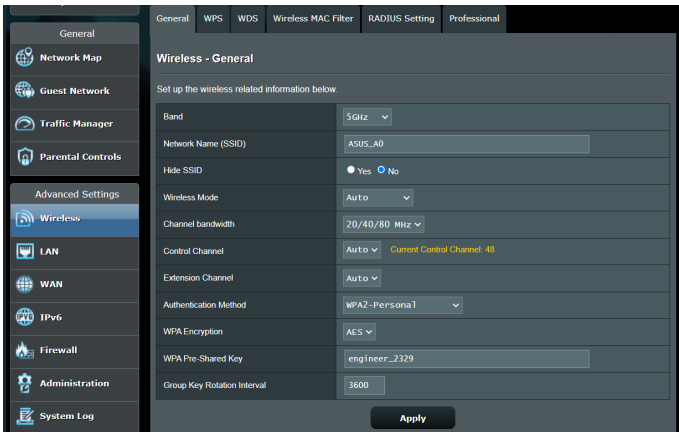 General
Network Map
Guest Network
Traffic Manager
Parental Controls
Advanced Settings
Wireless
LAN
WAN
IPv6
Firewall
Administration
System Log
General WPS WDS Wireless MAC Filter RADIUS Setting Professional
Wireless - General
Set up the wireless related information below.
Band 5GHz
Network Name (SSID) ASUS_A0
Hide SSID Yes No
Wireless Mode Auto
Channel bandwidth 20/40/80 MHz
Control Channel Auto Current Control Channel: 48
Extension Channel Auto
Authentication Method WPA2-Personal
WPA Encryption AES
WPA Pre-Shared Key engineer_2329
Group Key Rotation Interval 3600
Apply